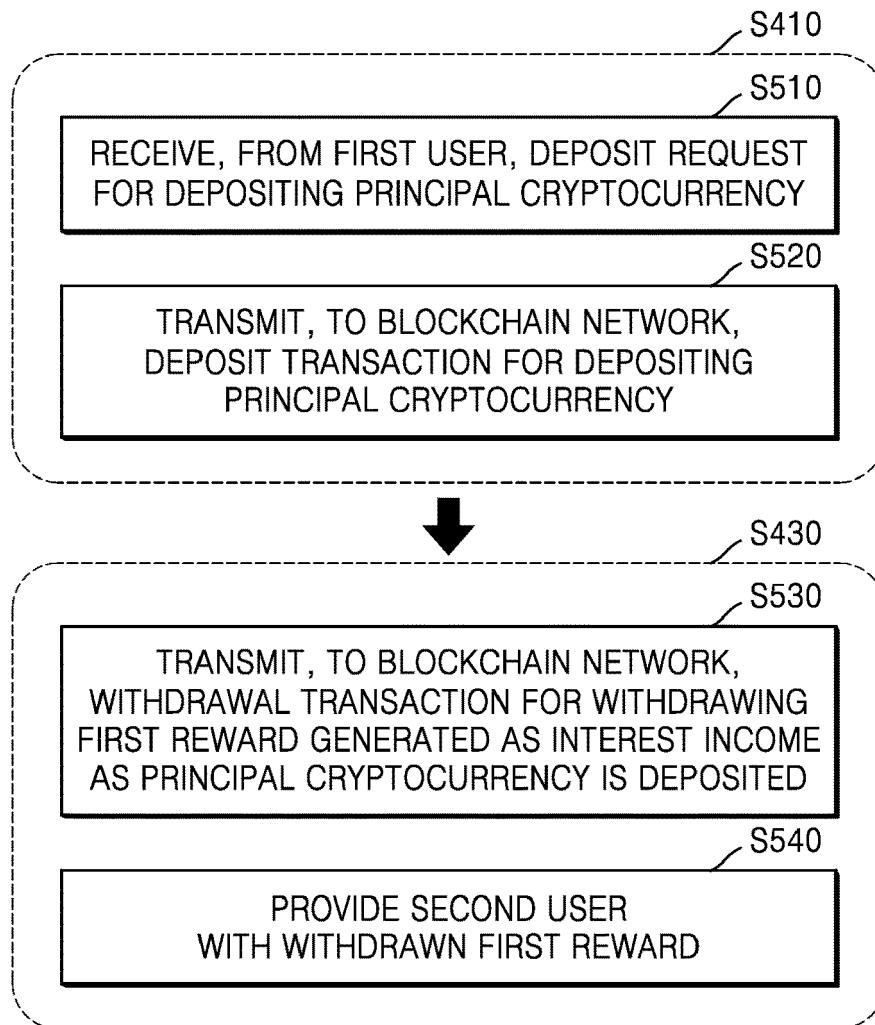 S410
S510
RECEIVE, FROM FIRST USER, DEPOSIT REQUEST
FOR DEPOSITING PRINCIPAL CRYPTOCURRENCY
S520
TRANSMIT, TO BLOCKCHAIN NETWORK,
DEPOSIT TRANSACTION FOR DEPOSITING
PRINCIPAL CRYPTOCURRENCY
S430
S530
TRANSMIT, TO BLOCKCHAIN NETWORK,
WITHDRAWAL TRANSACTION FOR WITHDRAWING
FIRST REWARD GENERATED AS INTEREST INCOME
AS PRINCIPAL CRYPTOCURRENCY IS DEPOSITED
S540
PROVIDE SECOND USER
WITH WITHDRAWN FIRST REWARD